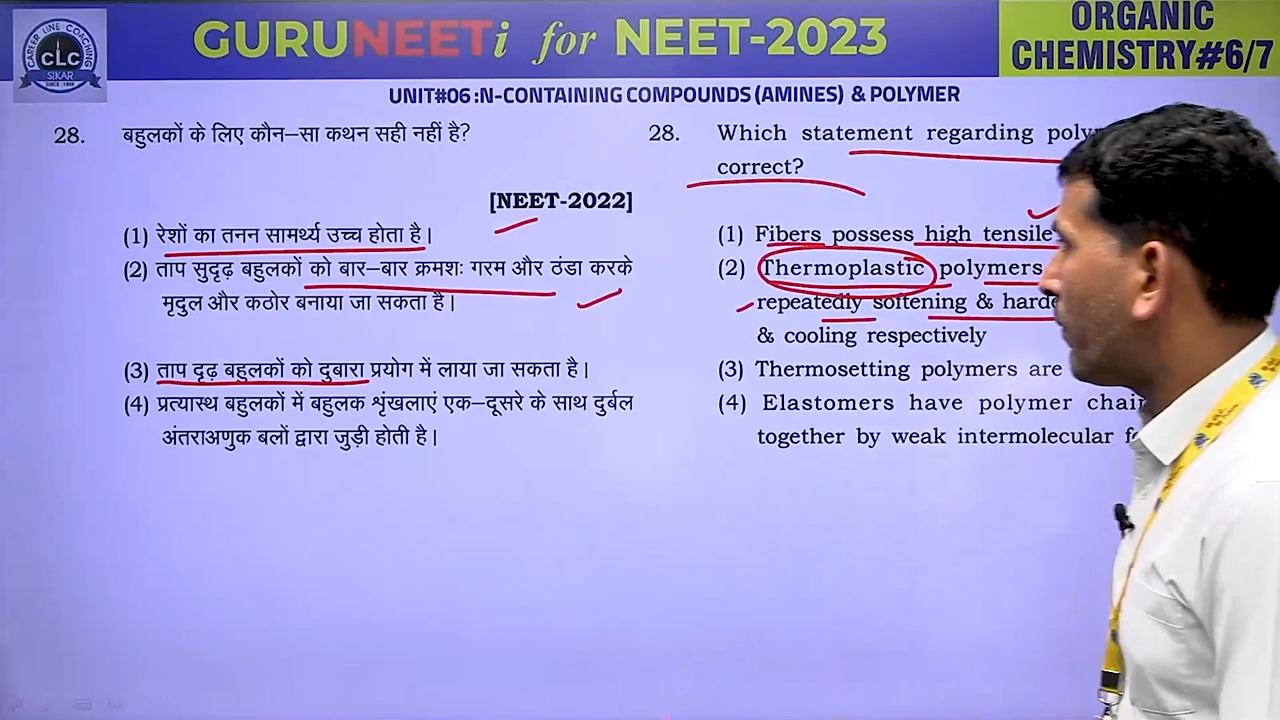 CAREER LINE COACHING
CLC
SIKAR
SINCE : 1996
GURUNEETi for NEET-2023
ORGANIC
CHEMISTRY#6/7
UNIT#06 :N-CONTAINING COMPOUNDS (AMINES) & POLYMER
28. बहुलकों के लिए कौन–सा कथन सही नहीं है?
[NEET-2022]
(1) रेशों का तनन सामर्थ्य उच्च होता है।
(2) ताप सुदृढ़ बहुलकों को बार–बार क्रमशः गरम और ठंडा करके
मृदुल और कठोर बनाया जा सकता है।
(3) ताप दृढ़ बहुलकों को दुबारा प्रयोग में लाया जा सकता है।
(4) प्रत्यास्थ बहुलकों में बहुलक शृंखलाएं एक–दूसरे के साथ दुर्बल
अंतराअणुक बलों द्वारा जुड़ी होती है।
28. Which statement regarding
correct?
(1) Fibers possess high tensile
(2) Thermoplastic polymers
repeatedly softening &
& cooling respectively
(3) Thermosetting polymers are
(4) Elastomers have polymer
together by weak intermolecular